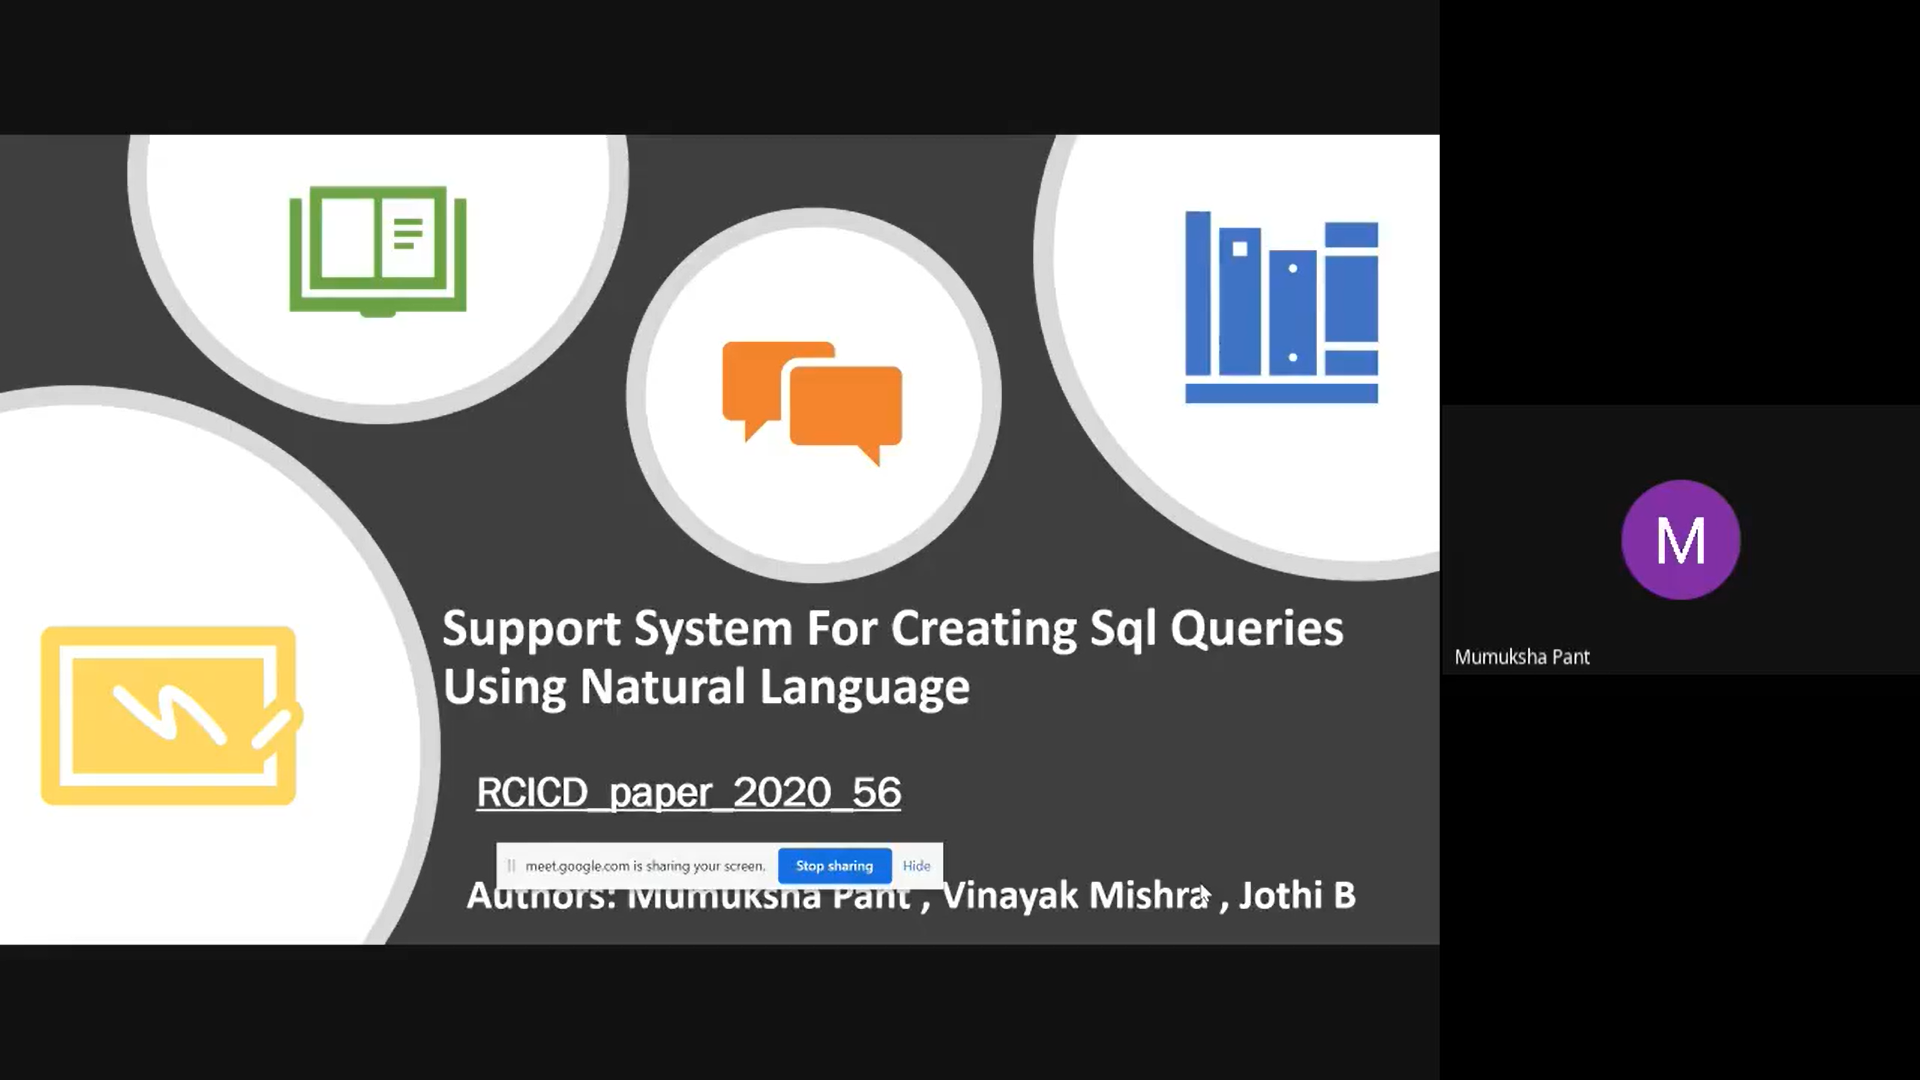 Support System For Creating Sql Queries
Using Natural Language
RCICD_paper_2020_56
meet.google.com is sharing your screen.
Stop sharing
Hide
Authors: Mumuksha Pant , Vinayak Mishra , Jothi B
M
Mumuksha Pant